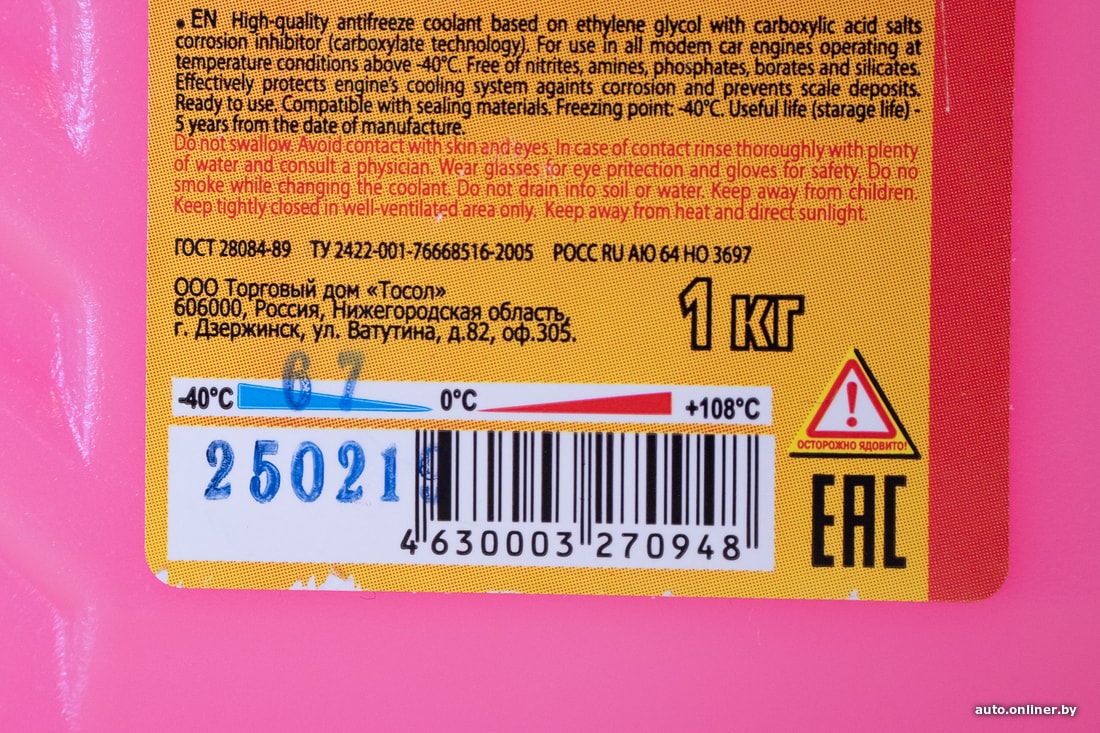 • EN High-quality antifreeze coolant based on ethylene glycol with carboxylic acid salts
corrosion inhibitor (carboxylate technology). For use in all modem car engines operating at
temperature conditions above -40°C. Free of nitrites, amines, phosphates, borates and silicates.
Effectively protects engine's cooling system againts corrosion and prevents scale deposits.
Ready to use. Compatible with sealing materials. Freezing point: -40°C. Useful life (starage life) -
5 years from the date of manufacture.
Do not swallow. Avoid contact with skin and eyes. In case of contact rinse thoroughly with plenty
of water and consult a physician. Wear glasses for eye pritection and gloves for safety. Do no
smoke while changing the coolant. Do not drain into soil or water. Keep away from children.
Keep tightly closed in well-ventilated area only. Keep away from heat and direct sunlight.
ГОСТ 28084-89 ТУ 2422-001-76668516-2005 РОСС RU АЮ 64 НО 3697
ООО Торговый дом «Тосол»
606000, Россия, Нижегородская область,
г. Дзержинск, ул. Ватутина, д.82, оф.305.
1 кг
67
-40°C 0°C +108°C
ОСТОРОЖНО ЯДОВИТО!
250219
4 630003 270948
EAC
auto.onliner.by